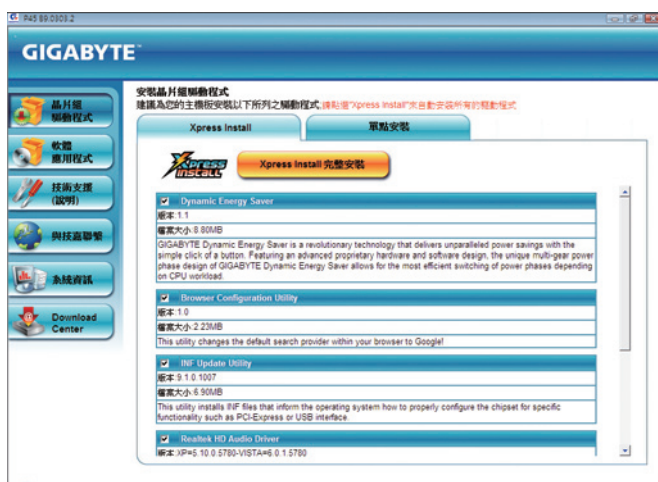 P45 B9.0303.2
GIGABYTE™
晶片組
驅動程式
軟體
應用程式
技術支援
(說明)
與技嘉聯繫
系統資訊
Download
Center
安裝晶片組驅動程式
建議為您的主機板安裝以下所列之驅動程式,請點選"Xpress Install"來自動安裝所有的驅動程式
Xpress Install
單點安裝
Xpress
INSTALL
Xpress Install 完整安裝
Dynamic Energy Saver
版本:1.1
檔案大小:8.80MB
GIGABYTE Dynamic Energy Saver is a revolutionary technology that delivers unparalleled power savings with the
simple click of a button. Featuring an advanced proprietary hardware and software design, the unique multi-gear power
phase design of GIGABYTE Dynamic Energy Saver allows for the most efficient switching of power phases depending
on CPU workload.
Browser Configuration Utility
版本:1.0
檔案大小:2.23MB
This utility changes the default search provider within your browser to Google!
INF Update Utility
版本:9.1.0.1007
檔案大小:6.90MB
This utility installs INF files that inform the operating system how to properly configure the chipset for specific
functionality such as PCI-Express or USB interface.
Realtek HD Audio Driver
版本:XP=5.10.0.5780-VISTA=6.0.1.5780